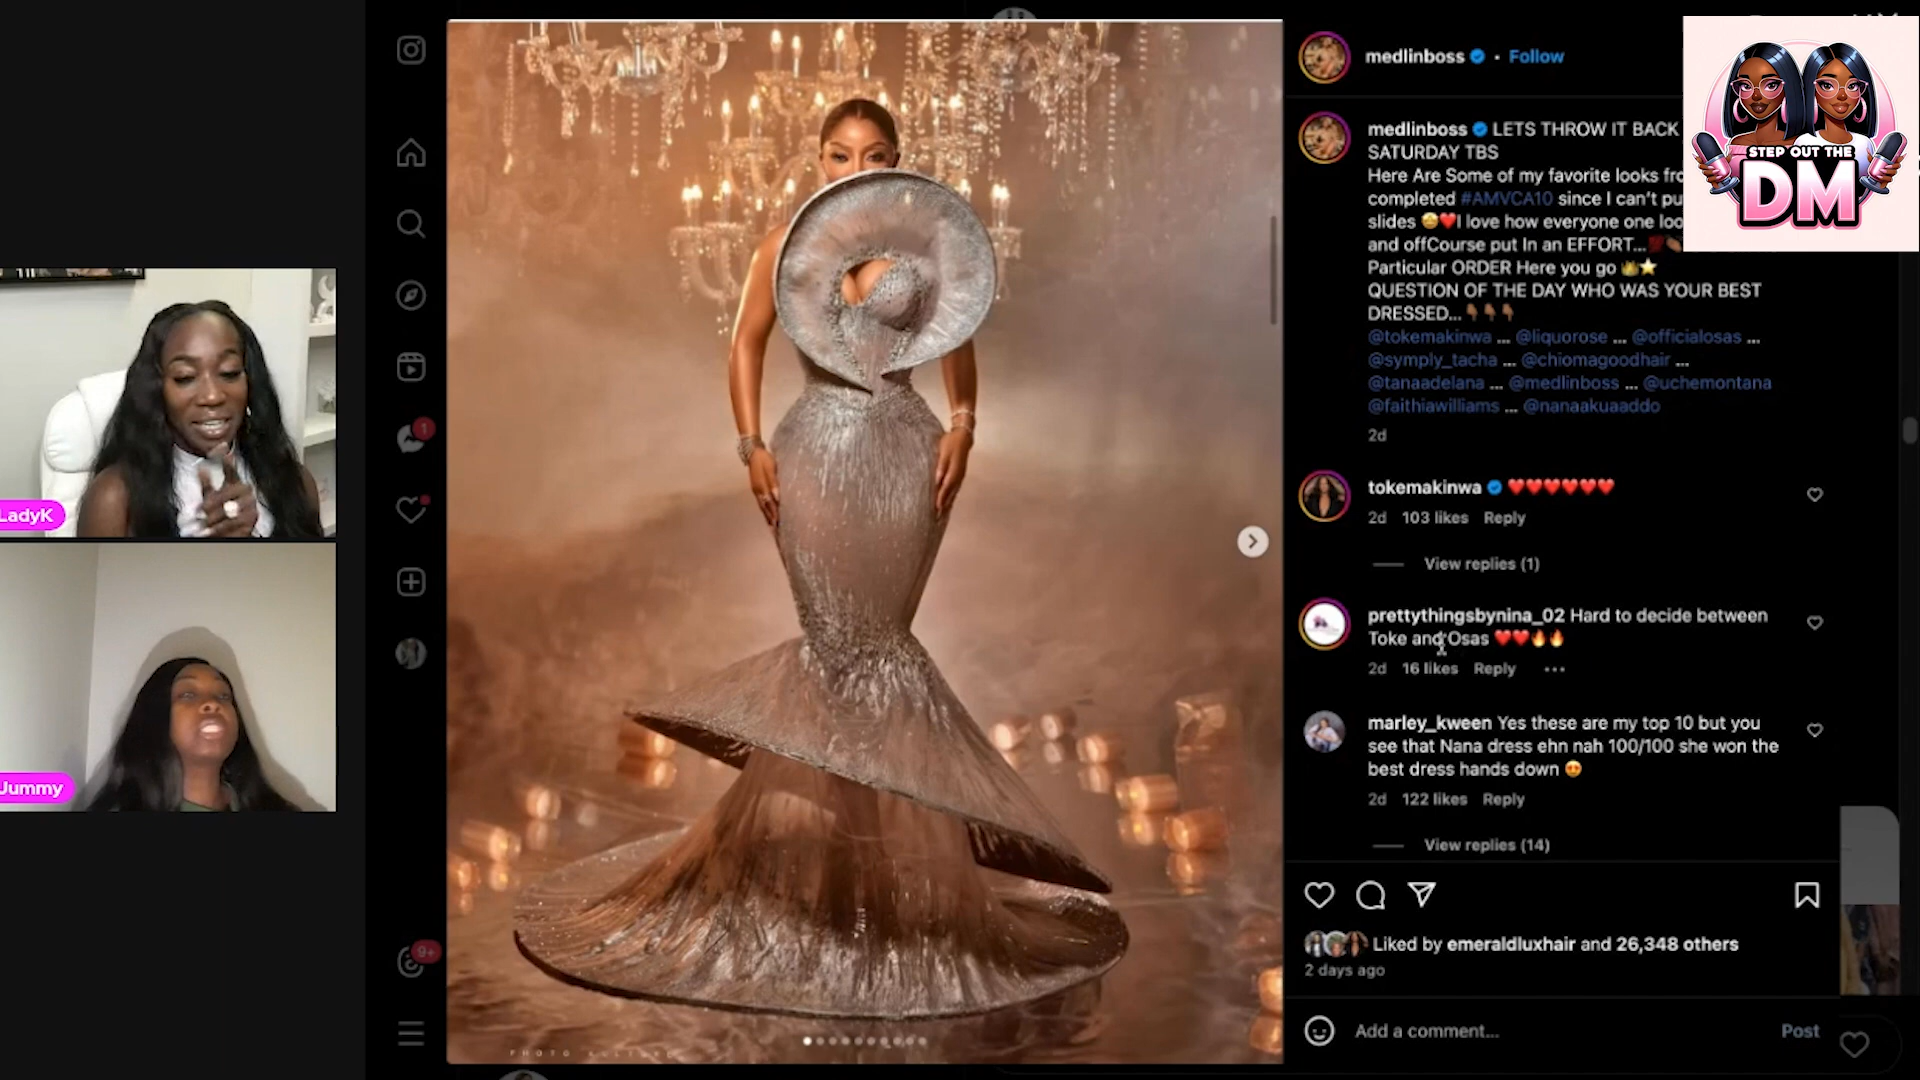 LadyK
Jummy
PHOTO
1
9+
medlinboss • Follow
medlinboss LETS THROW IT BACK
SATURDAY TBS
Here Are Some of my favorite looks fro
completed #AMVCA10 since I can't pu
slides 🤩❤️I love how everyone one loo
and offCourse put In an EFFORT...💯
Particular ORDER Here you go 👑⭐
QUESTION OF THE DAY WHO WAS YOUR BEST
DRESSED...👇🏾👇🏾👇🏾
@tokemakinwa ... @liquorose ... @officialosas ...
@symply_tacha ... @chiomagoodhair ...
@tanaadelana ... @medlinboss ... @uchemontana
@faithiawilliams ... @nanaakuaaddo
2d
tokemakinwa ❤️❤️❤️❤️❤️❤️
2d 103 likes Reply
View replies (1)
prettythingsbynina_02 Hard to decide between
Toke and Osas ❤️❤️🔥🔥
2d 16 likes Reply ...
marley_kween Yes these are my top 10 but you
see that Nana dress ehn nah 100/100 she won the
best dress hands down 😍
2d 122 likes Reply
View replies (14)
Liked by emeraldluxhair and 26,348 others
2 days ago
Add a comment... Post
STEP OUT THE
DM